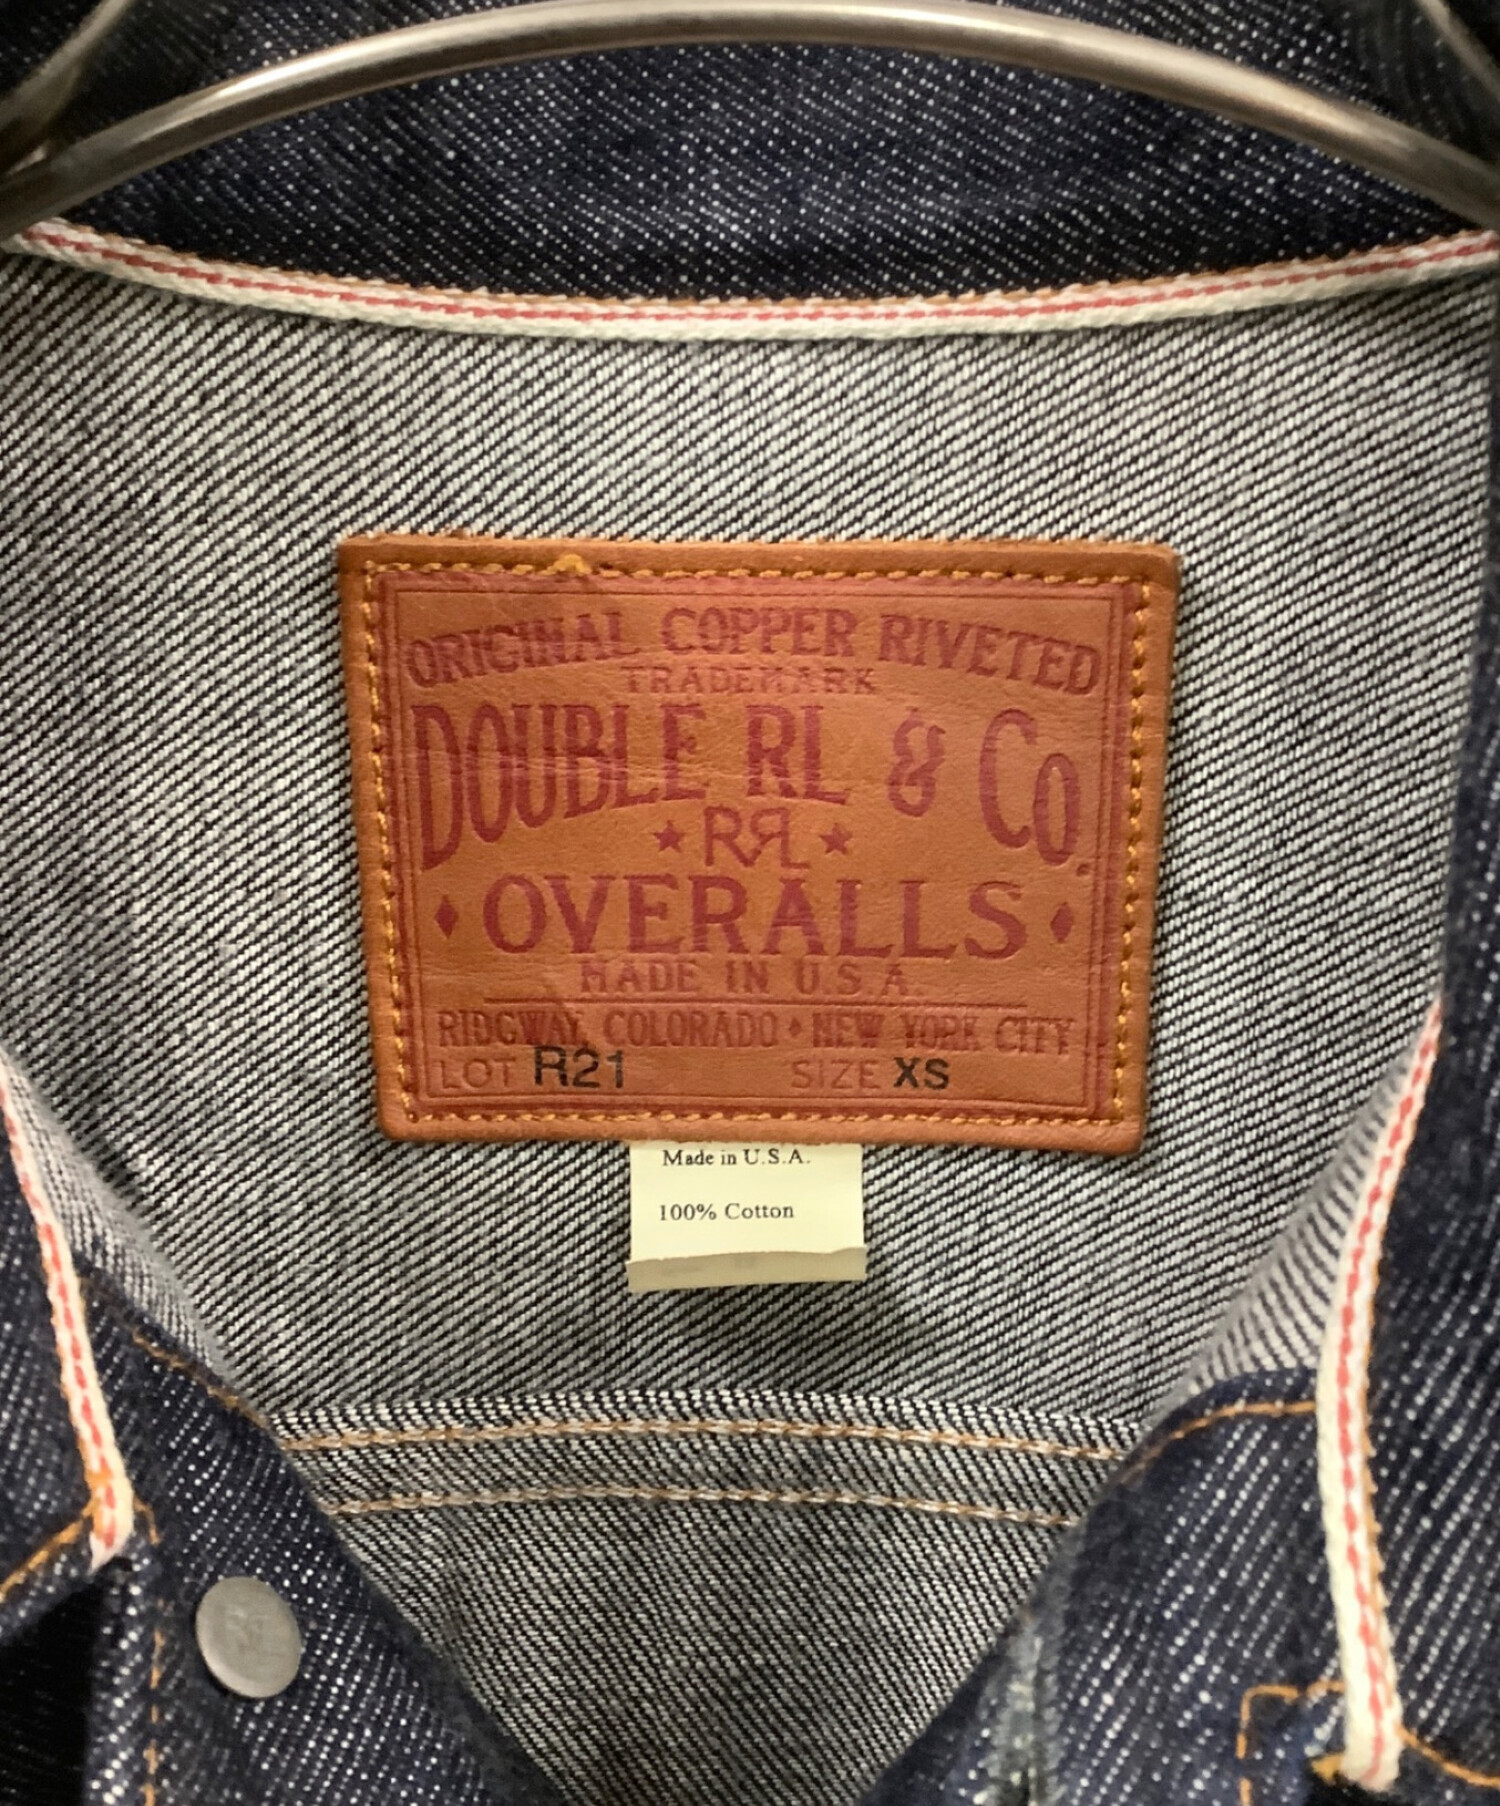 ORIGINAL COPPER RIVETED
TRADEMARK
DOUBLE RL & CO.
RRL
OVERALLS
MADE IN U.S.A.
RIDGWAY, COLORADO • NEW YORK CITY
LOT R21 SIZE XS
Made in U.S.A.
100% Cotton